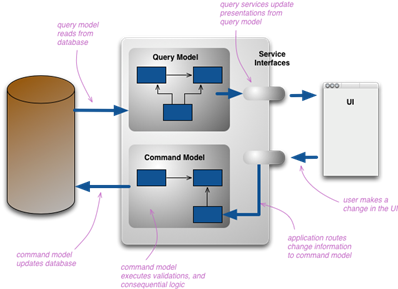 query model
reads from
database
query services update
presentations from
query model
Query Model
Service
Interfaces
UI
Command Model
user makes a
change in the UI
command model
updates database
application routes
change information
to command model
command model
executes validations, and
consequential logic